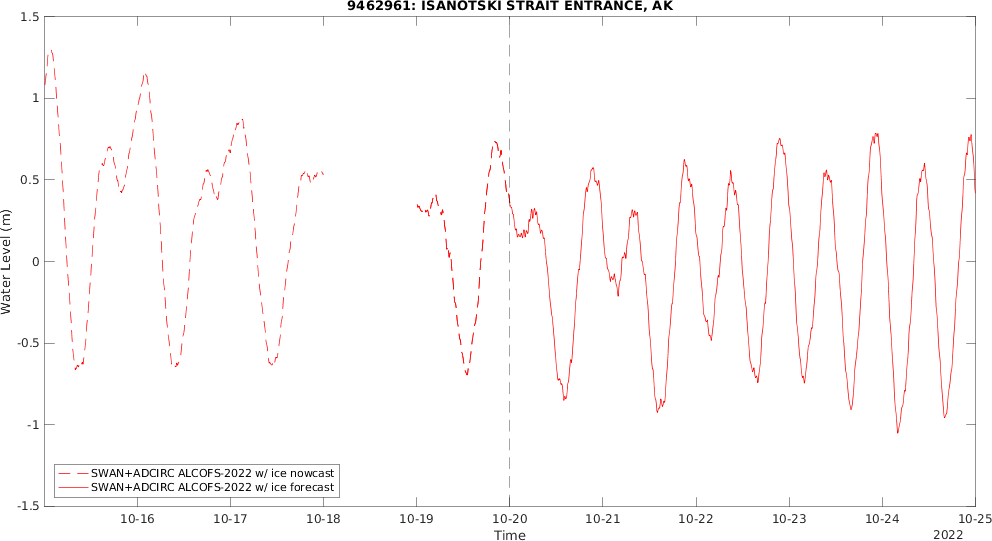 9462961: ISANOTSKI STRAIT ENTRANCE, AK
1.5
1
0.5
0
-0.5
-1
-1.5
Water Level (m)
SWAN+ADCIRC ALCOFS-2022 w/ ice nowcast
SWAN+ADCIRC ALCOFS-2022 w/ ice forecast
10-16 10-17 10-18 10-19 10-20 10-21 10-22 10-23 10-24 10-25
Time
2022